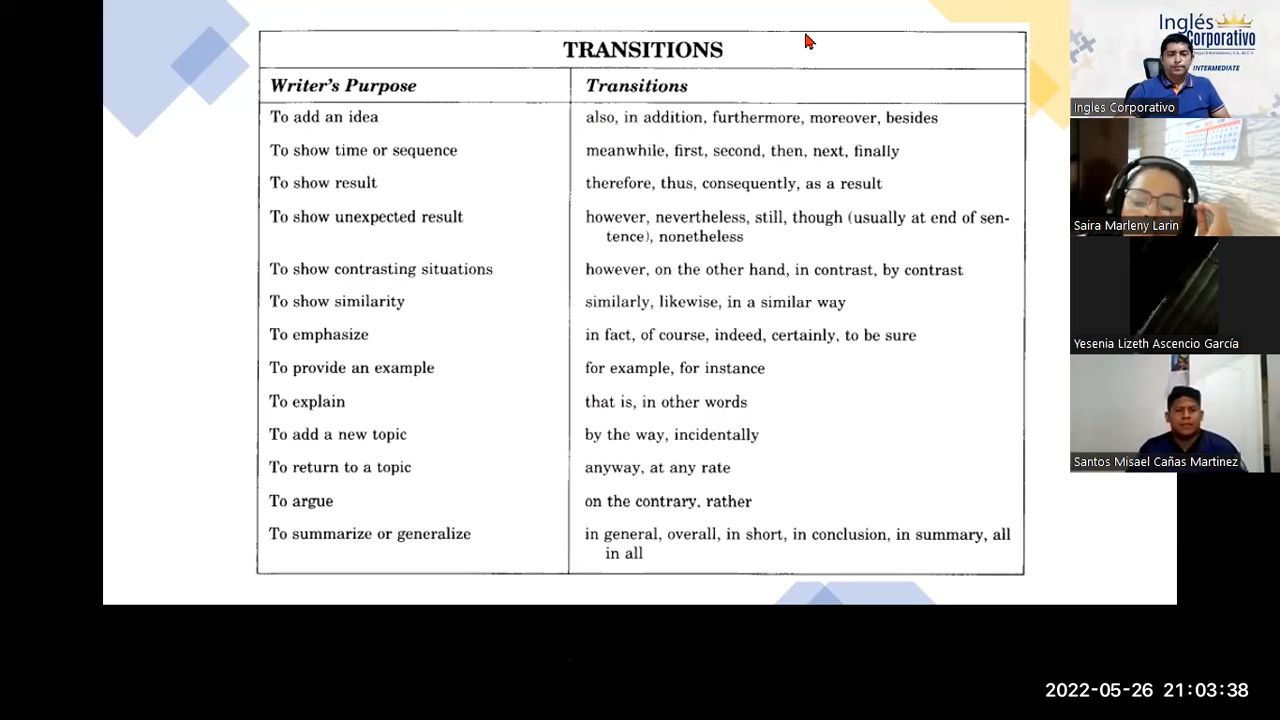 TRANSITIONS
Writer's Purpose
Transitions
To add an idea
also, in addition, furthermore, moreover, besides
To show time or sequence
meanwhile, first, second, then, next, finally
To show result
therefore, thus, consequently, as a result
To show unexpected result
however, nevertheless, still, though (usually at end of sen-
tence), nonetheless
To show contrasting situations
however, on the other hand, in contrast, by contrast
To show similarity
similarly, likewise, in a similar way
To emphasize
in fact, of course, indeed, certainly, to be sure
To provide an example
for example, for instance
To explain
that is, in other words
To add a new topic
by the way, incidentally
To return to a topic
anyway, at any rate
To argue
on the contrary, rather
To summarize or generalize
in general, overall, in short, in conclusion, in summary, all
in all
Inglés
Corporativo
INTERMEDIATE
Ingles Corporativo
Saira Marleny Larin
Yesenia Lizeth Ascencio García
Santos Misael Cañas Martinez
2022-05-26 21:03:38